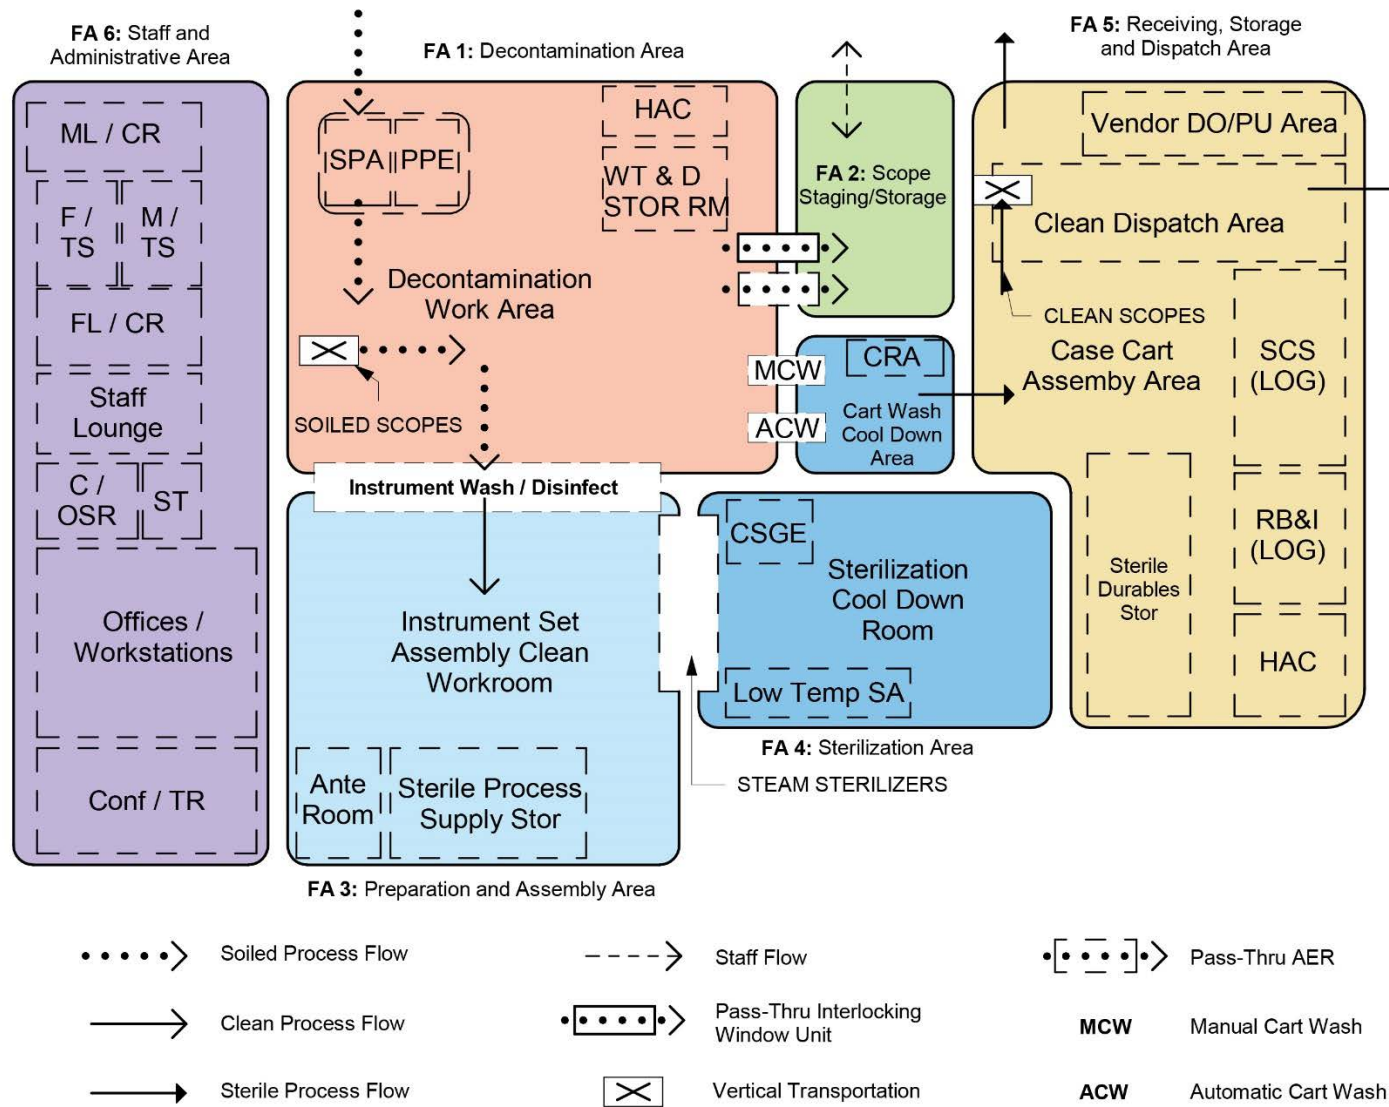 FA 6: Staff and
Administrative Area
FA 1: Decontamination Area
FA 5: Receiving, Storage
and Dispatch Area
ML / CR
F /
TS
M /
TS
FL / CR
Staff
Lounge
C /
OSR
ST
Offices /
Workstations
Conf / TR
SPA
PPE
HAC
WT & D
STOR RM
Decontamination
Work Area
SOILED SCOPES
Instrument Wash / Disinfect
FA 2: Scope
Staging/Storage
MCW
ACW
CRA
Cart Wash
Cool Down
Area
Vendor DO/PU Area
Clean Dispatch Area
CLEAN SCOPES
Case Cart
Assemby Area
SCS
(LOG)
RB&I
(LOG)
Sterile
Durables
Stor
HAC
Instrument Set
Assembly Clean
Workroom
Ante
Room
Sterile Process
Supply Stor
FA 3: Preparation and Assembly Area
CSGE
Sterilization
Cool Down
Room
Low Temp SA
FA 4: Sterilization Area
STEAM STERILIZERS
Soiled Process Flow
Staff Flow
Pass-Thru AER
Clean Process Flow
Pass-Thru Interlocking
Window Unit
MCW Manual Cart Wash
Sterile Process Flow
Vertical Transportation
ACW Automatic Cart Wash